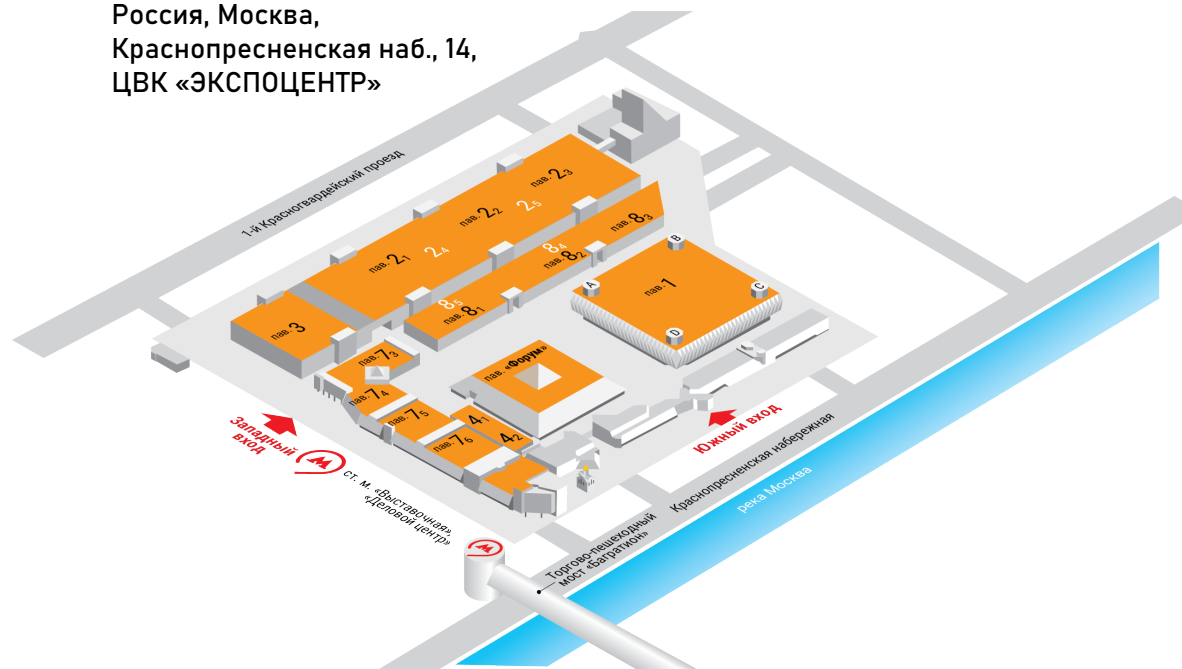 Россия, Москва,
Краснопресненская наб., 14,
ЦВК «ЭКСПОЦЕНТР»
1-й Красногвардейский проезд
пав. 2₃
пав. 2₂
2₅
пав. 2₁
2₄
пав. 8₃
8₄
пав. 8₂
8₅
пав. 8₁
пав. 3
B
A
пав. 1
C
D
пав. 7₃
пав. «Форум»
пав. 7₄
пав. 7₅
4₁
4₂
пав. 7₆
Западный
вход
Южный вход
ст. м. «Выставочная»,
«Деловой центр»
Краснопресненская набережная
река Москва
Торгово-пешеходный
мост «Багратион»